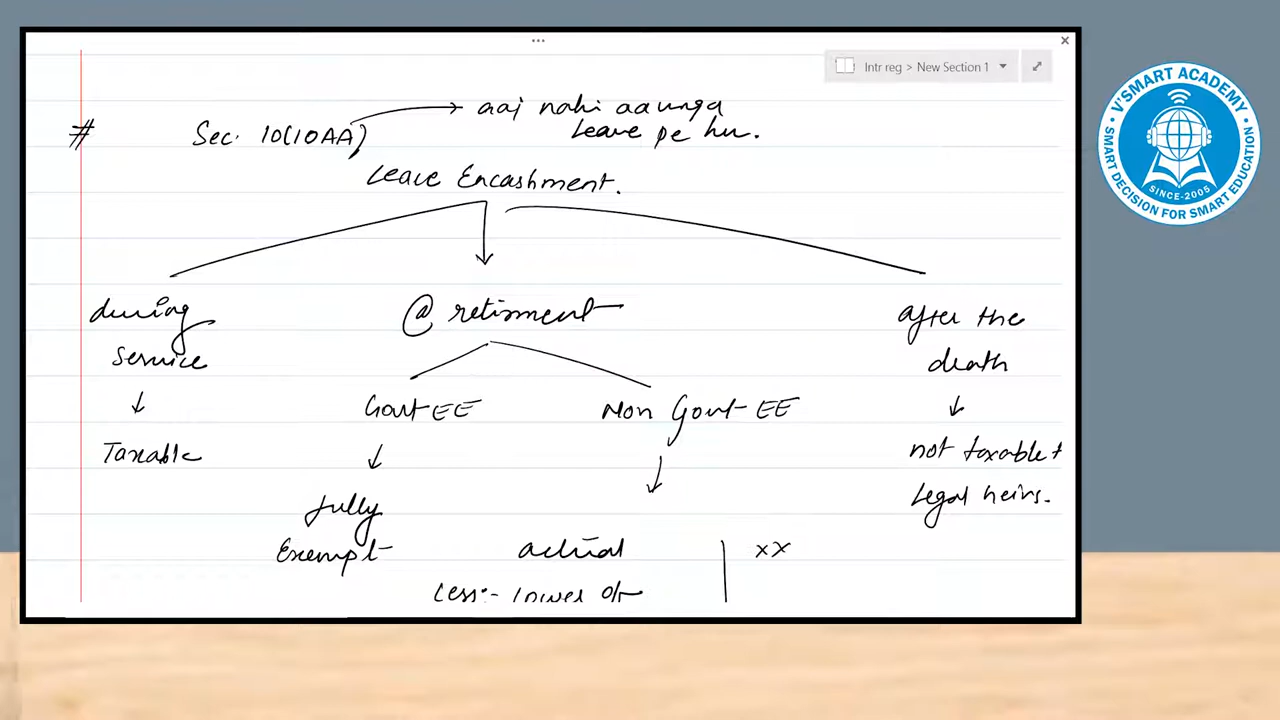 ...
Intr reg > New Section 1
# Sec. 10(10AA) → aaj nahi aaunga
Leave pe hu.
Leave Encashment.
during
service
↓
Taxable
@ retirment
Govt EE
↓
fully
Exempt
Non Govt EE
↓
actual | xx
Less:- lower of
after the
death
↓
not taxable +
Legal heirs.
V'SMART ACADEMY
SINCE-2005
SMART DECISION FOR SMART EDUCATION